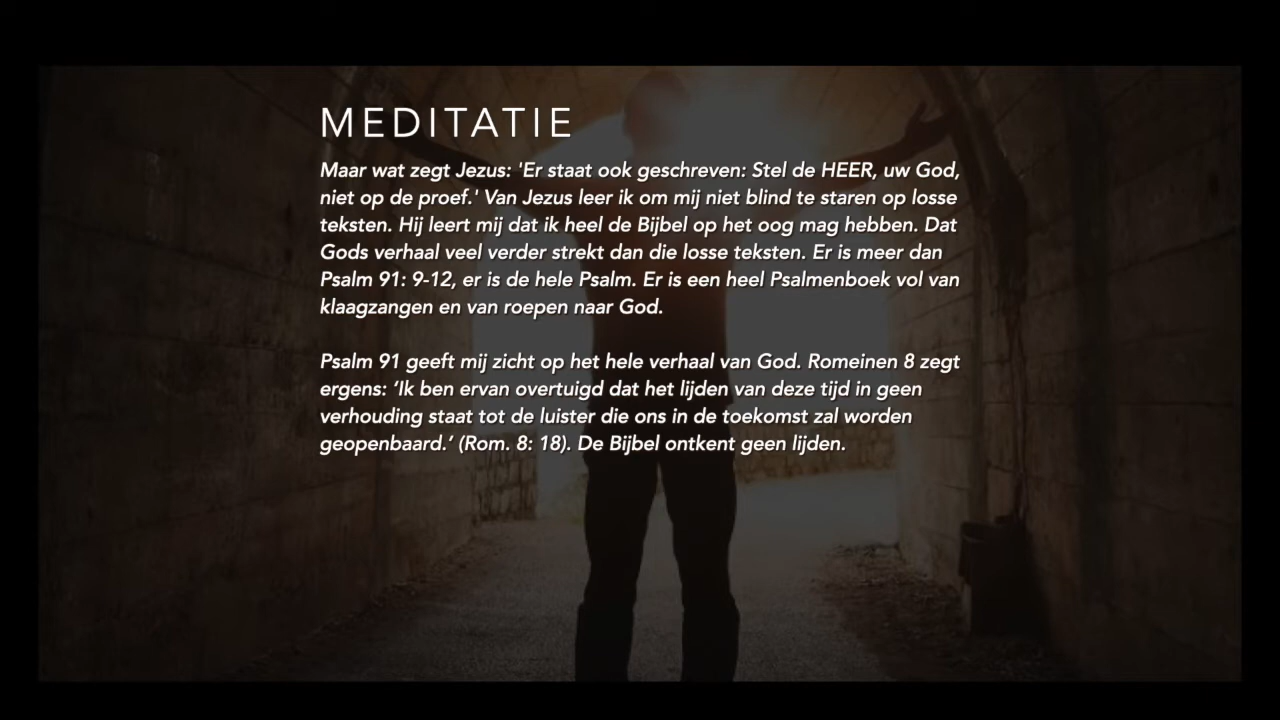 MEDITATIE
Maar wat zegt Jezus: 'Er staat ook geschreven: Stel de HEER, uw God,
niet op de proef.' Van Jezus leer ik om mij niet blind te staren op losse
teksten. Hij leert mij dat ik heel de Bijbel op het oog mag hebben. Dat
Gods verhaal veel verder strekt dan die losse teksten. Er is meer dan
Psalm 91: 9-12, er is de hele Psalm. Er is een heel Psalmenboek vol van
klaagzangen en van roepen naar God.
Psalm 91 geeft mij zicht op het hele verhaal van God. Romeinen 8 zegt
ergens: ‘Ik ben ervan overtuigd dat het lijden van deze tijd in geen
verhouding staat tot de luister die ons in de toekomst zal worden
geopenbaard.‘ (Rom. 8: 18). De Bijbel ontkent geen lijden.